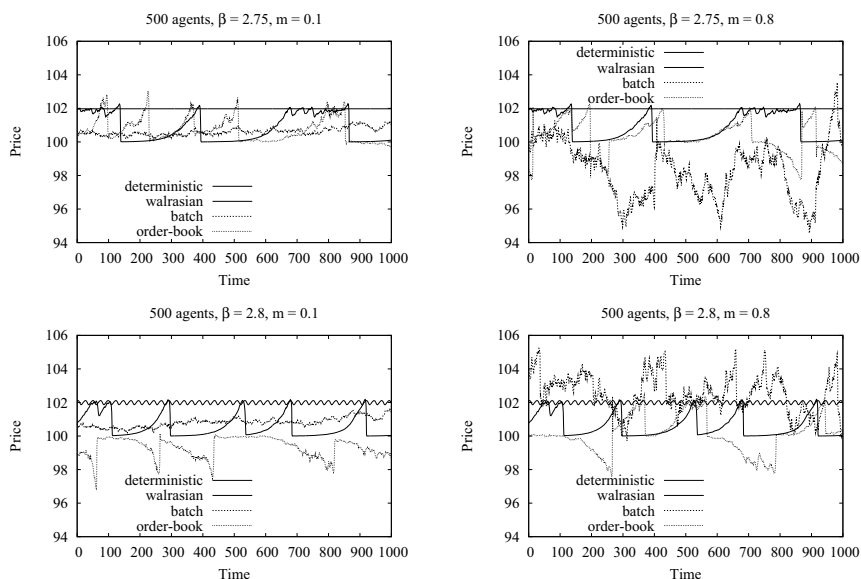 500 agents, β = 2.75, m = 0.1
106
104
102
100
98
96
94
Price
deterministic
walrasian
batch
order-book
0 100 200 300 400 500 600 700 800 900 1000
Time
500 agents, β = 2.75, m = 0.8
106
104
102
100
98
96
94
Price
deterministic
walrasian
batch
order-book
0 100 200 300 400 500 600 700 800 900 1000
Time
500 agents, β = 2.8, m = 0.1
106
104
102
100
98
96
94
Price
deterministic
walrasian
batch
order-book
0 100 200 300 400 500 600 700 800 900 1000
Time
500 agents, β = 2.8, m = 0.8
106
104
102
100
98
96
94
Price
deterministic
walrasian
batch
order-book
0 100 200 300 400 500 600 700 800 900 1000
Time